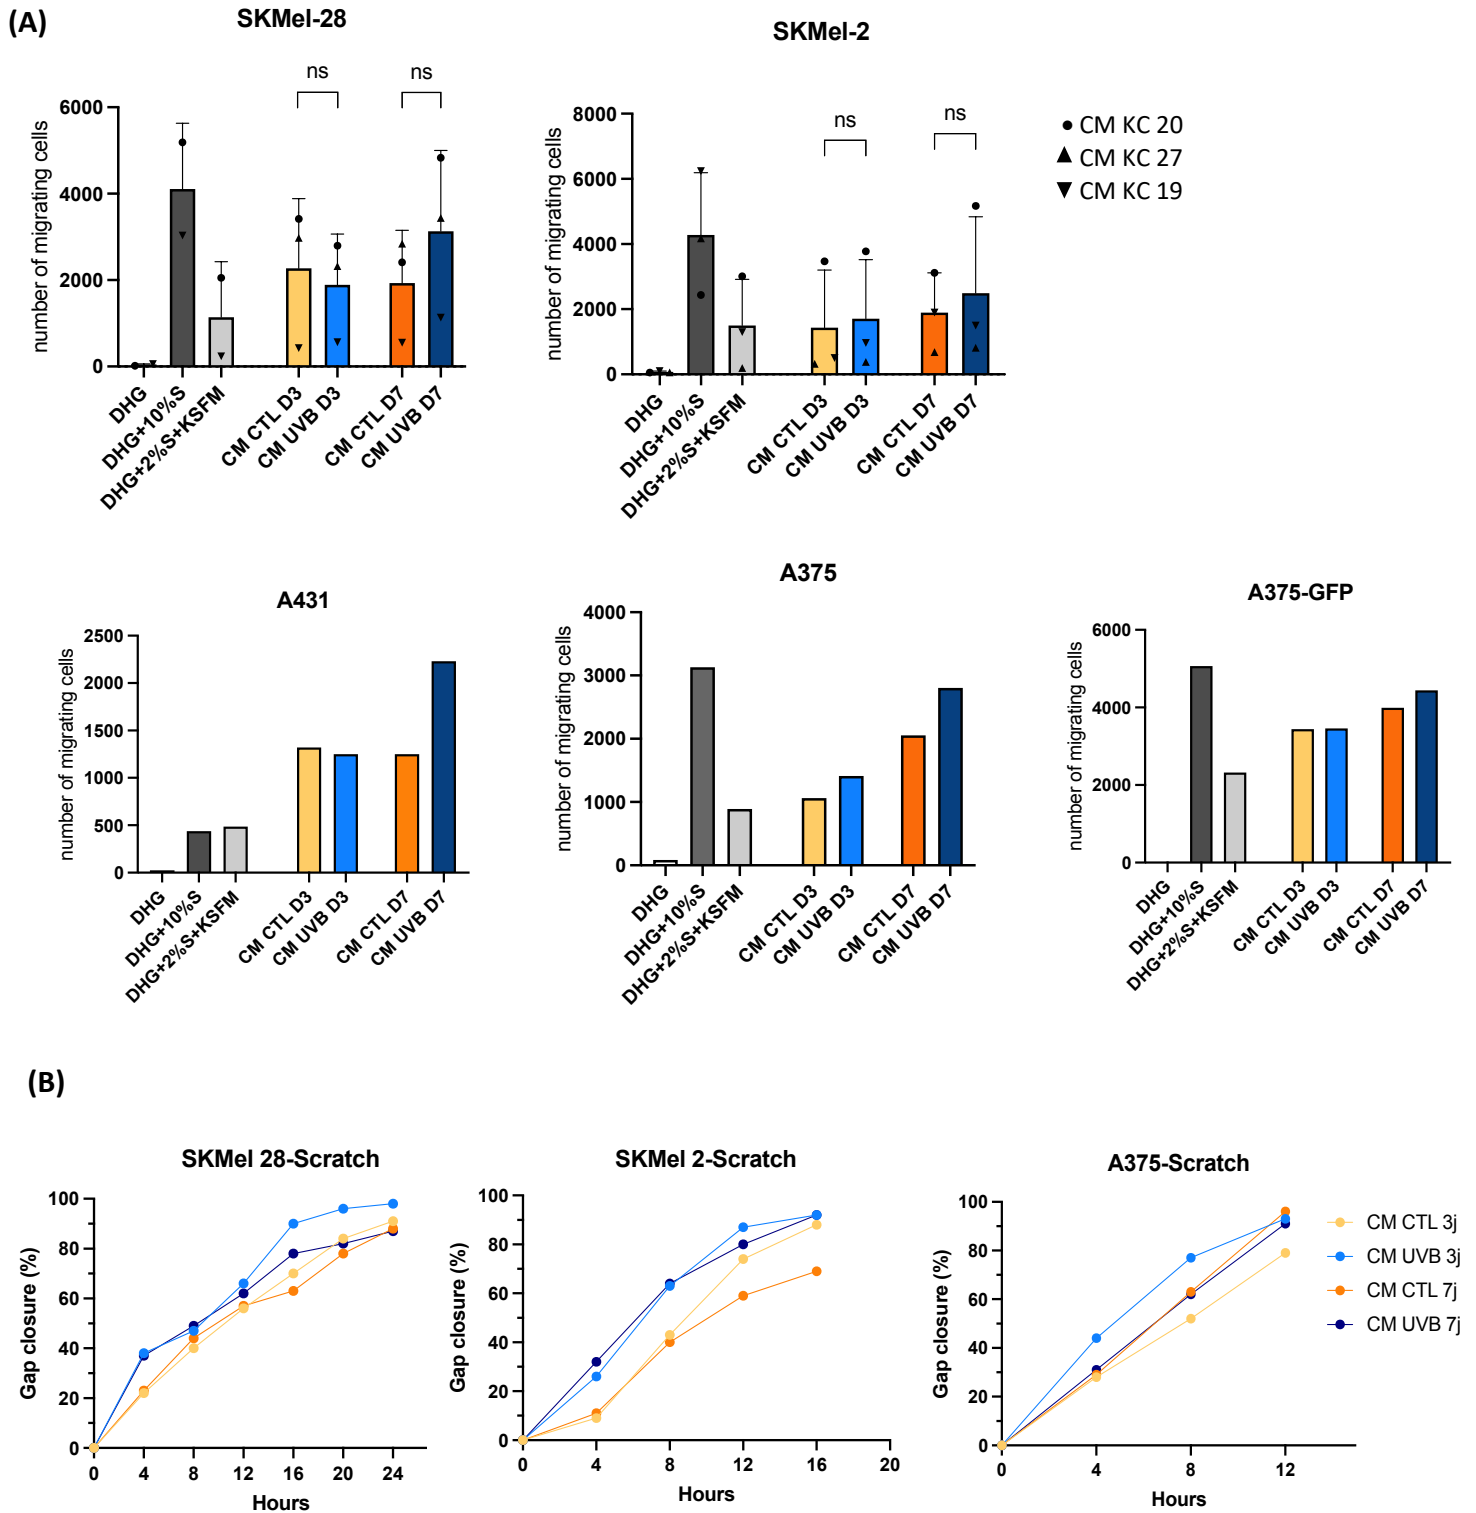 (A)
SKMel-28
number of migrating cells
6000
4000
2000
0
ns
ns
DHG
DHG+10%S
DHG+2%S+KSFM
CM CTL D3
CM UVB D3
CM CTL D7
CM UVB D7
SKMel-2
number of migrating cells
8000
6000
4000
2000
0
ns
ns
DHG
DHG+10%S
DHG+2%S+KSFM
CM CTL D3
CM UVB D3
CM CTL D7
CM UVB D7
CM KC 20
CM KC 27
CM KC 19
A431
number of migrating cells
2500
2000
1500
1000
500
0
DHG
DHG+10%S
DHG+2%S+KSFM
CM CTL D3
CM UVB D3
CM CTL D7
CM UVB D7
A375
number of migrating cells
4000
3000
2000
1000
0
DHG
DHG+10%S
DHG+2%S+KSFM
CM CTL D3
CM UVB D3
CM CTL D7
CM UVB D7
A375-GFP
number of migrating cells
6000
4000
2000
0
DHG
DHG+10%S
DHG+2%S+KSFM
CM CTL D3
CM UVB D3
CM CTL D7
CM UVB D7
(B)
SKMel 28-Scratch
Gap closure (%)
100
80
60
40
20
0
0 4 8 12 16 20 24
Hours
SKMel 2-Scratch
Gap closure (%)
100
80
60
40
20
0
0 4 8 12 16 20
Hours
A375-Scratch
Gap closure (%)
100
80
60
40
20
0
0 4 8 12
Hours
CM CTL 3j
CM UVB 3j
CM CTL 7j
CM UVB 7j